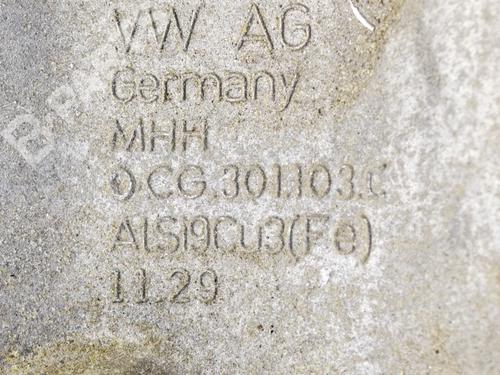 VW AG
Germany
MHH
0CG.301.103.C
ALSI9Cu3(Fe)
11.29